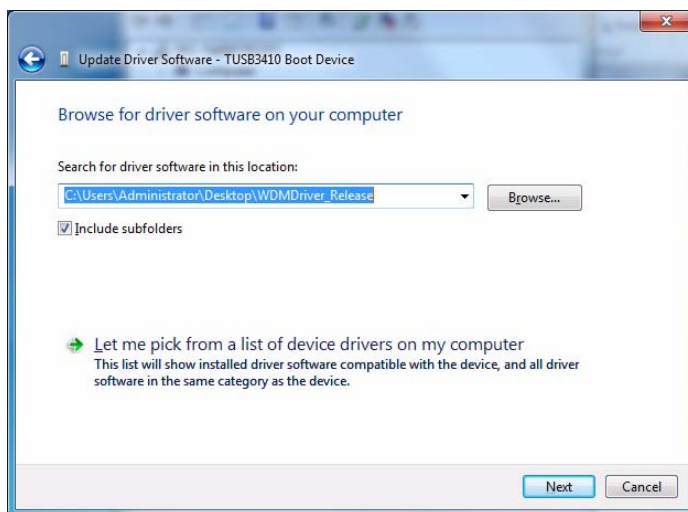 Update Driver Software - TUSB3410 Boot Device
Browse for driver software on your computer
Search for driver software in this location:
C:\Users\Administrator\Desktop\WDMDriver_Release
Browse...
Include subfolders
Let me pick from a list of device drivers on my computer
This list will show installed driver software compatible with the device, and all driver
software in the same category as the device.
Next
Cancel